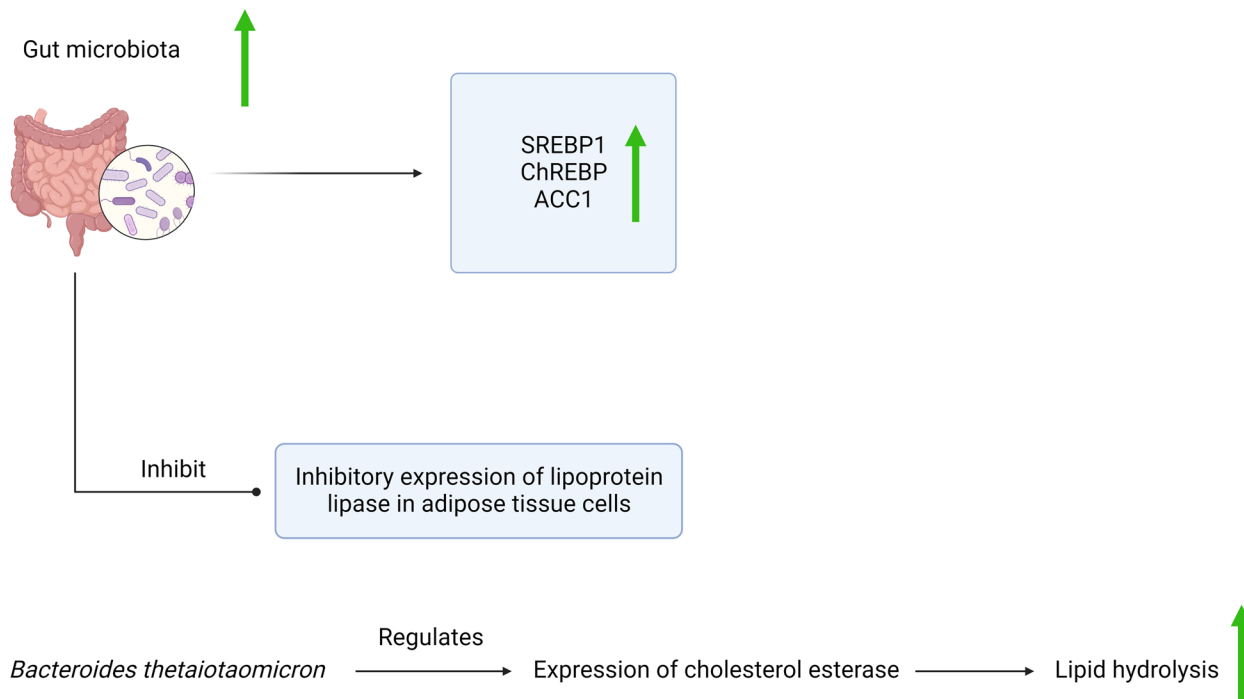 Gut microbiota
SREBP1
ChREBP
ACC1
Inhibit
Inhibitory expression of lipoprotein
lipase in adipose tissue cells
Regulates
Bacteroides thetaiotaomicron
Expression of cholesterol esterase
Lipid hydrolysis